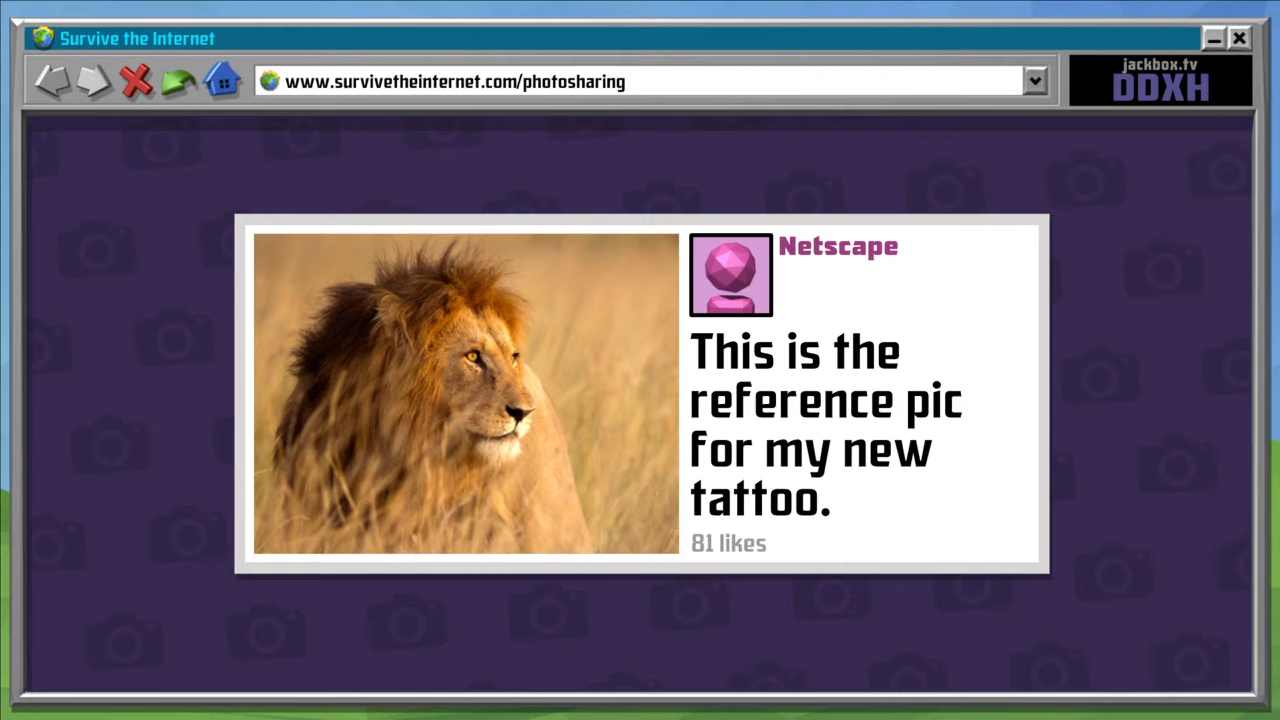 Survive the Internet
www.survivetheinternet.com/photosharing
jackbox.tv
DDXH
Netscape
This is the
reference pic
for my new
tattoo.
81 likes